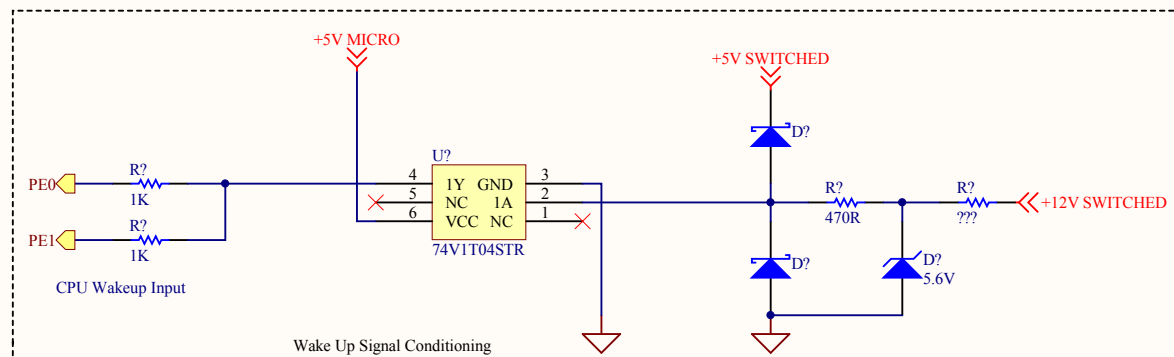 +5V MICRO
+5V SWITCHED
D?
U?
R?
1K
PE0
4
1Y
GND
3
5
NC
1A
2
6
VCC
NC
1
74V1T04STR
R?
470R
R?
???
+12V SWITCHED
PE1
R?
1K
D?
D?
5.6V
CPU Wakeup Input
Wake Up Signal Conditioning